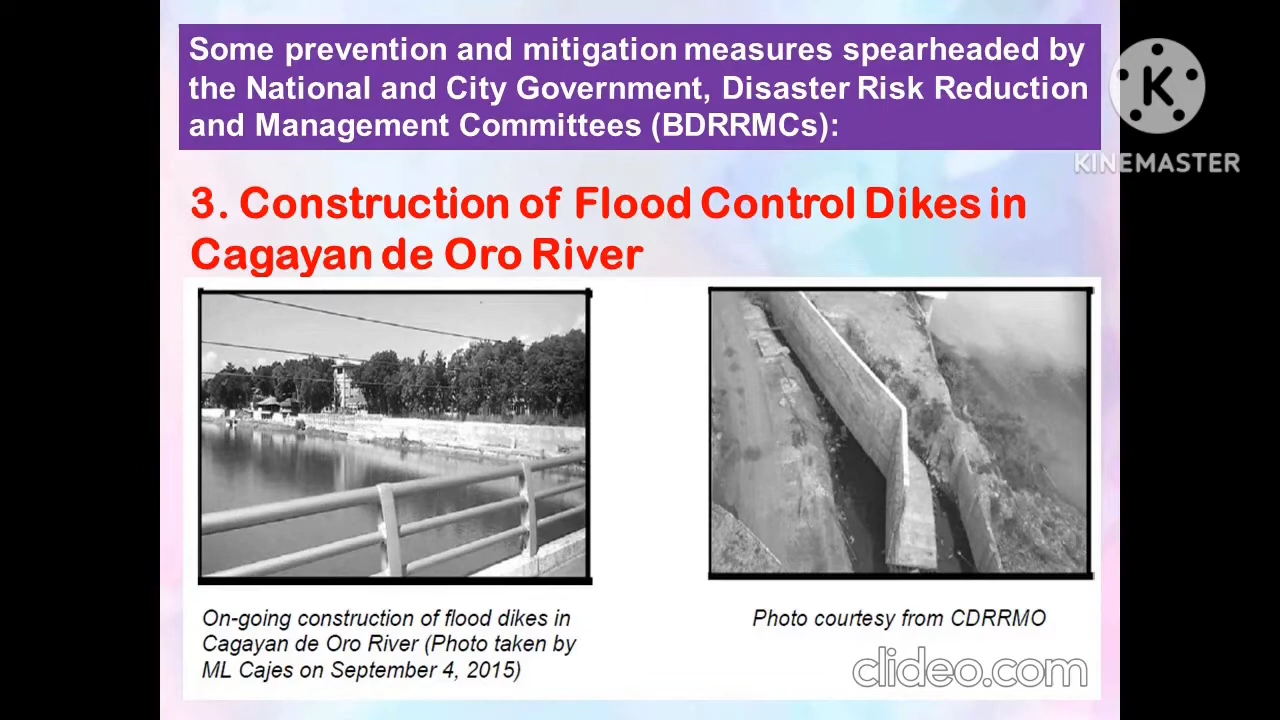 Some prevention and mitigation measures spearheaded by
the National and City Government, Disaster Risk Reduction
and Management Committees (BDRRMCs):
K
KINEMASTER
3. Construction of Flood Control Dikes in
Cagayan de Oro River
On-going construction of flood dikes in
Cagayan de Oro River (Photo taken by
ML Cajes on September 4, 2015)
Photo courtesy from CDRRMO
clideo.com